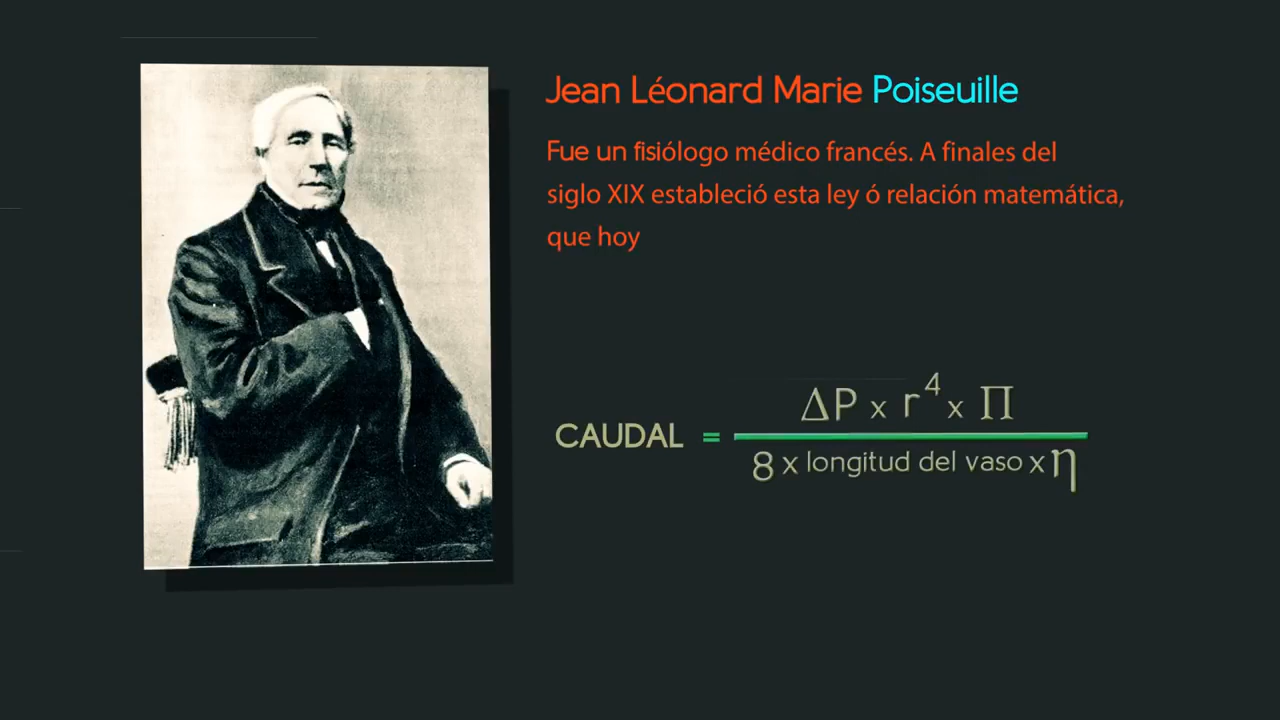 Jean Léonard Marie Poiseuille
Fue un fisiólogo médico francés. A finales del
siglo XIX estableció esta ley ó relación matemática,
que hoy
ΔP x r⁴ x Π
CAUDAL =
8 x longitud del vaso x η